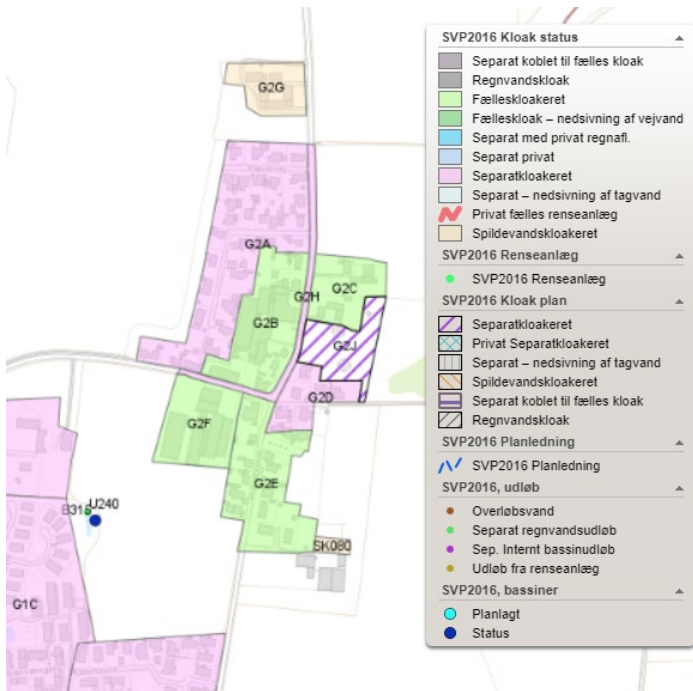 SVP2016 Kloak status
Separat koblet til fælles kloak
Regnvandskloak
Fælleskloakeret
Fælleskloak – nedsivning af vejvand
Separat med privat regnafl.
Separat privat
Separatkloakeret
Separat – nedsivning af tagvand
Privat fælles renseanlæg
Spildevandskloakeret
SVP2016 Renseanlæg
SVP2016 Renseanlæg
SVP2016 Kloak plan
Separatkloakeret
Privat Separatkloakeret
Separat – nedsivning af tagvand
Spildevandskloakeret
Separat koblet til fælles kloak
Regnvandskloak
SVP2016 Planledning
SVP2016 Planledning
SVP2016, udløb
Overløbsvand
Separat regnvandsudløb
Sep. Internt bassinudløb
Udløb fra renseanlæg
SVP2016, bassiner
Planlagt
Status
G2G
G2A
G2C
G2H
G2B
G2J
G2D
G2F
G2E
U240
B315
SK080
G1C